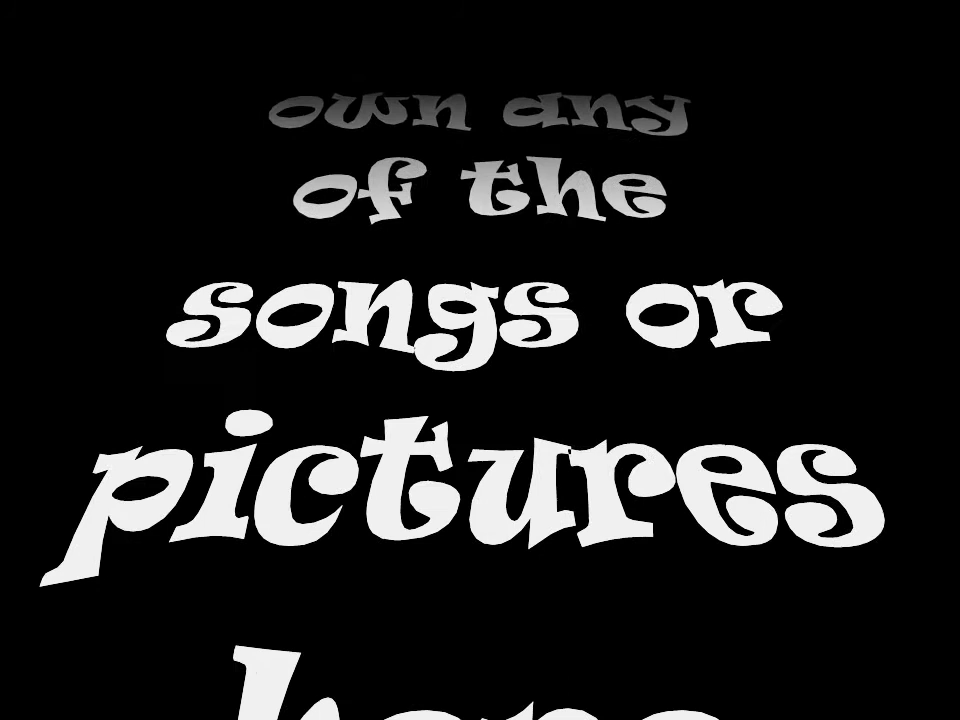 own any
of the
songs or
pictures